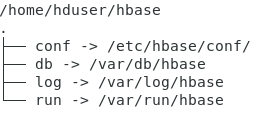 /home/hduser/hbase
.
├── conf -> /etc/hbase/conf/
├── db -> /var/db/hbase
├── log -> /var/log/hbase
└── run -> /var/run/hbase